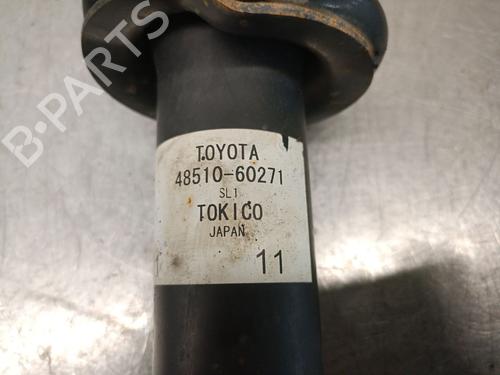 B-PARTS
TOYOTA
48510-60271
SL1
TOKICO
JAPAN
11